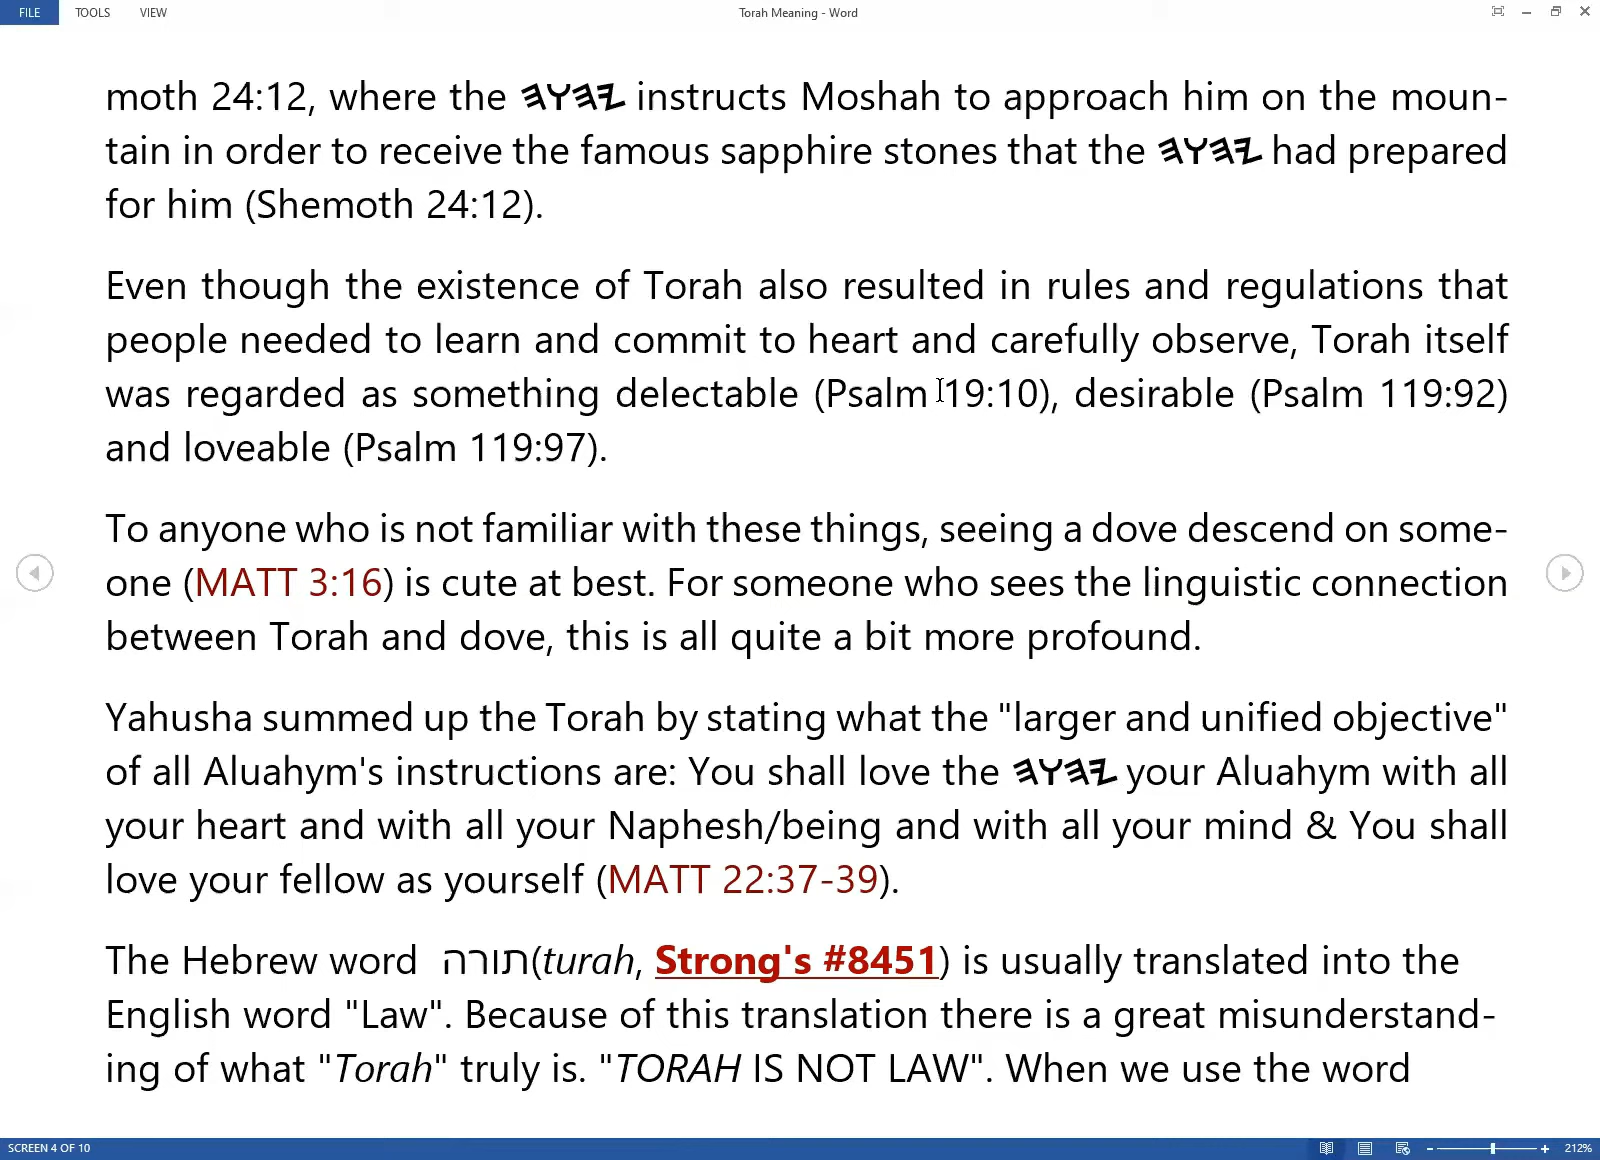 FILE TOOLS VIEW Torah Meaning - Word
moth 24:12, where the 𐤉𐤄𐤅𐤄 instructs Moshah to approach him on the moun-
tain in order to receive the famous sapphire stones that the 𐤉𐤄𐤅𐤄 had prepared
for him (Shemoth 24:12).
Even though the existence of Torah also resulted in rules and regulations that
people needed to learn and commit to heart and carefully observe, Torah itself
was regarded as something delectable (Psalm 19:10), desirable (Psalm 119:92)
and loveable (Psalm 119:97).
To anyone who is not familiar with these things, seeing a dove descend on some-
one (MATT 3:16) is cute at best. For someone who sees the linguistic connection
between Torah and dove, this is all quite a bit more profound.
Yahusha summed up the Torah by stating what the "larger and unified objective"
of all Aluahym's instructions are: You shall love the 𐤉𐤄𐤅𐤄 your Aluahym with all
your heart and with all your Naphesh/being and with all your mind & You shall
love your fellow as yourself (MATT 22:37-39).
The Hebrew word תורה(turah, Strong's #8451) is usually translated into the
English word "Law". Because of this translation there is a great misunderstand-
ing of what "Torah" truly is. "TORAH IS NOT LAW". When we use the word
SCREEN 4 OF 10 212%